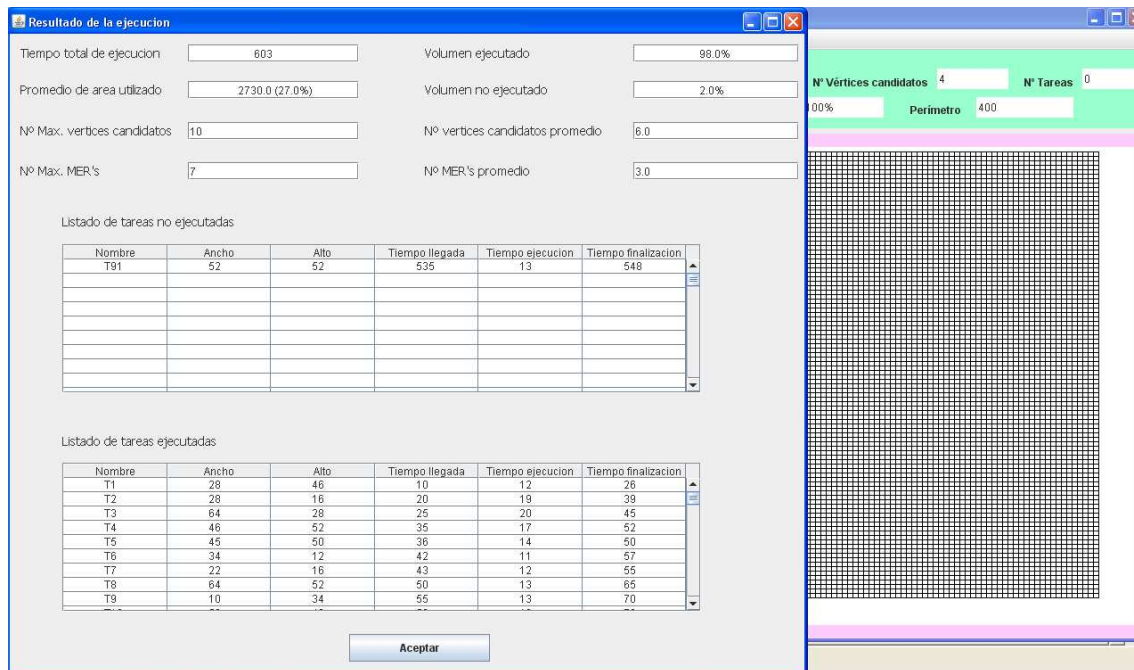 Resultado de la ejecucion
Tiempo total de ejecucion 603 Volumen ejecutado 98.0%
Promedio de area utilizado 2730.0 (27.0%) Volumen no ejecutado 2.0%
Nº Max. vertices candidatos 10 Nº vertices candidatos promedio 6.0
Nº Max. MER's 7 Nº MER's promedio 3.0
Listado de tareas no ejecutadas
Nombre Ancho Alto Tiempo llegada Tiempo ejecucion Tiempo finalizacion
T91 52 52 535 13 548
Listado de tareas ejecutadas
Nombre Ancho Alto Tiempo llegada Tiempo ejecucion Tiempo finalizacion
T1 28 46 10 12 26
T2 28 16 20 19 39
T3 64 28 25 20 45
T4 46 52 35 17 52
T5 45 50 36 14 50
T6 34 12 42 11 57
T7 22 16 43 12 55
T8 64 52 50 13 65
T9 10 34 55 13 70
Aceptar
Nº Vértices candidatos 4 Nº Tareas 0
00% Perímetro 400